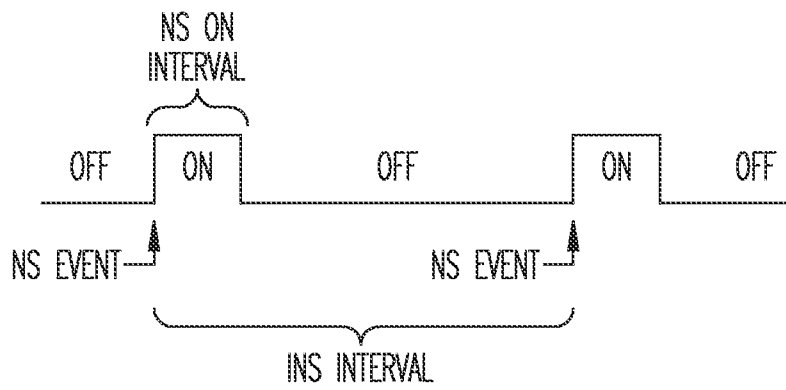 NS ON
INTERVAL
OFF ON OFF ON OFF
NS EVENT NS EVENT
INS INTERVAL